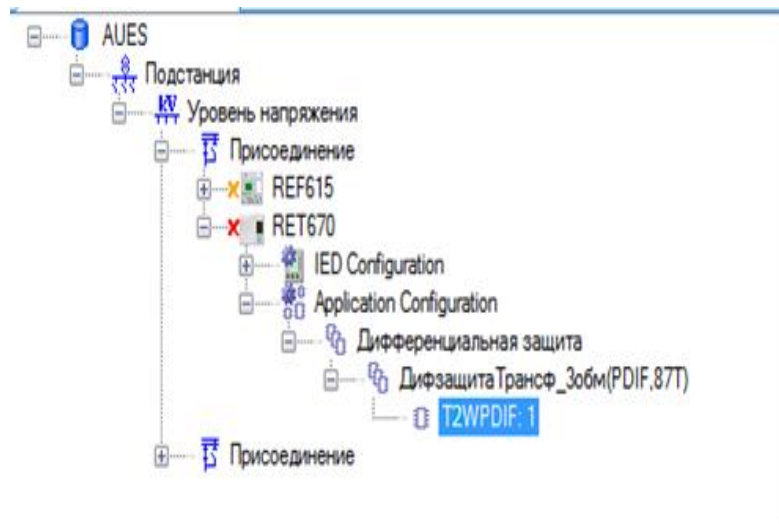 AUES
Подстанция
kV Уровень напряжения
Присоединение
REF615
RET670
IED Configuration
Application Configuration
Дифференциальная защита
ДифзащитаТрансф_3обм(PDIF,87T)
T2WPDIF: 1
Присоединение